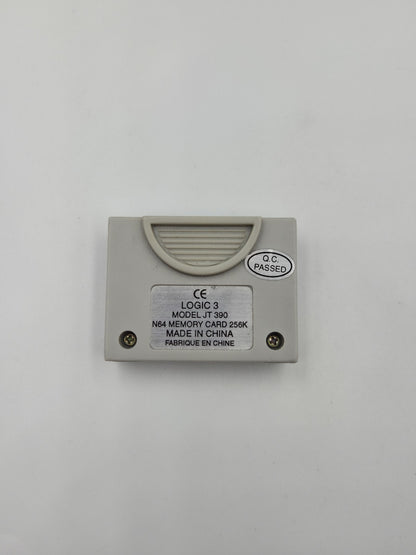 Q.C.
PASSED
CE
LOGIC 3
MODEL JT 390
N64 MEMORY CARD 256K
MADE IN CHINA
FABRIQUE EN CHINE